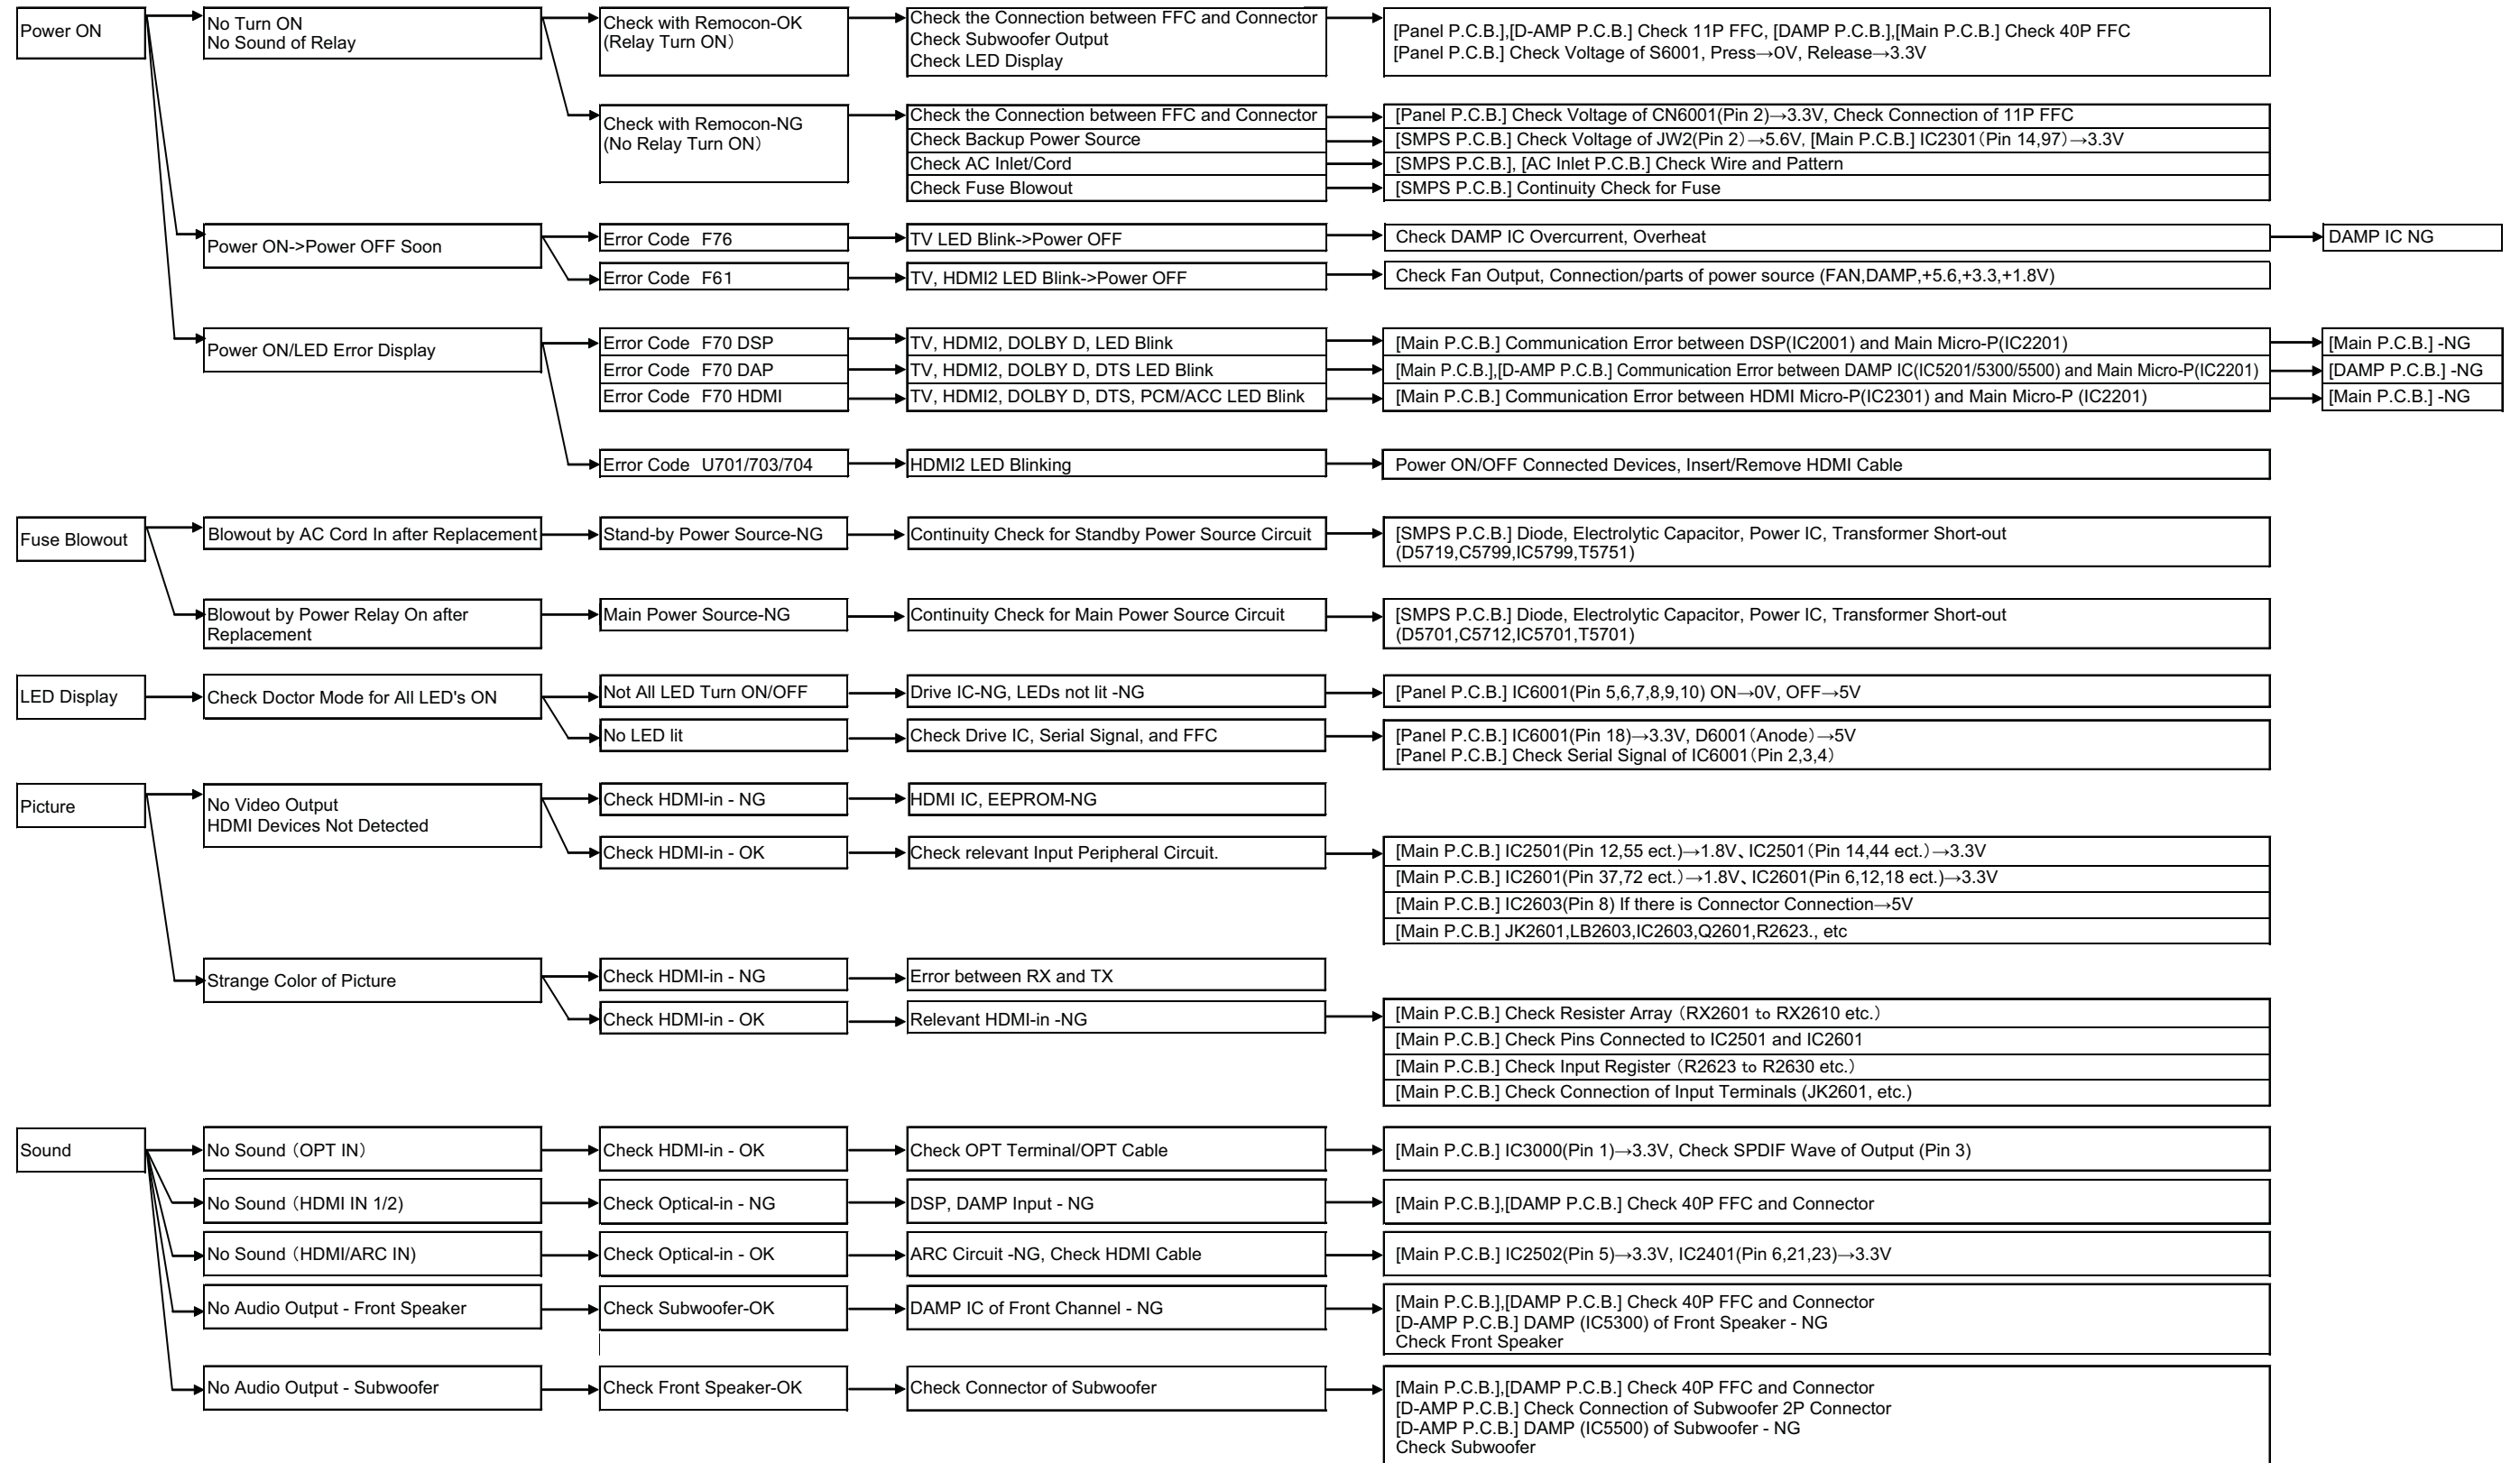 Power ON
No Turn ON
No Sound of Relay
Check with Remocon-OK
(Relay Turn ON）
Check the Connection between FFC and Connector
Check Subwoofer Output
Check LED Display
[Panel P.C.B.],[D-AMP P.C.B.] Check 11P FFC, [DAMP P.C.B.],[Main P.C.B.] Check 40P FFC
[Panel P.C.B.] Check Voltage of S6001, Press→0V, Release→3.3V
Check with Remocon-NG
(No Relay Turn ON）
Check the Connection between FFC and Connector
[Panel P.C.B.] Check Voltage of CN6001(Pin 2)→3.3V, Check Connection of 11P FFC
Check Backup Power Source
[SMPS P.C.B.] Check Voltage of JW2(Pin 2）→5.6V, [Main P.C.B.] IC2301（Pin 14,97）→3.3V
Check AC Inlet/Cord
[SMPS P.C.B.], [AC Inlet P.C.B.] Check Wire and Pattern
Check Fuse Blowout
[SMPS P.C.B.] Continuity Check for Fuse
Power ON->Power OFF Soon
Error Code F76
TV LED Blink->Power OFF
Check DAMP IC Overcurrent, Overheat
DAMP IC NG
Error Code F61
TV, HDMI2 LED Blink->Power OFF
Check Fan Output, Connection/parts of power source (FAN,DAMP,+5.6,+3.3,+1.8V)
Power ON/LED Error Display
Error Code F70 DSP
TV, HDMI2, DOLBY D, LED Blink
[Main P.C.B.] Communication Error between DSP(IC2001) and Main Micro-P(IC2201)
[Main P.C.B.] -NG
Error Code F70 DAP
TV, HDMI2, DOLBY D, DTS LED Blink
[Main P.C.B.],[D-AMP P.C.B.] Communication Error between DAMP IC(IC5201/5300/5500) and Main Micro-P(IC2201)
[DAMP P.C.B.] -NG
Error Code F70 HDMI
TV, HDMI2, DOLBY D, DTS, PCM/ACC LED Blink
[Main P.C.B.] Communication Error between HDMI Micro-P(IC2301) and Main Micro-P (IC2201)
[Main P.C.B.] -NG
Error Code U701/703/704
HDMI2 LED Blinking
Power ON/OFF Connected Devices, Insert/Remove HDMI Cable
Fuse Blowout
Blowout by AC Cord In after Replacement
Stand-by Power Source-NG
Continuity Check for Standby Power Source Circuit
[SMPS P.C.B.] Diode, Electrolytic Capacitor, Power IC, Transformer Short-out
(D5719,C5799,IC5799,T5751)
Blowout by Power Relay On after
Replacement
Main Power Source-NG
Continuity Check for Main Power Source Circuit
[SMPS P.C.B.] Diode, Electrolytic Capacitor, Power IC, Transformer Short-out
(D5701,C5712,IC5701,T5701)
LED Display
Check Doctor Mode for All LED's ON
Not All LED Turn ON/OFF
Drive IC-NG, LEDs not lit -NG
[Panel P.C.B.] IC6001(Pin 5,6,7,8,9,10) ON→0V, OFF→5V
No LED lit
Check Drive IC, Serial Signal, and FFC
[Panel P.C.B.] IC6001(Pin 18)→3.3V, D6001（Anode）→5V
[Panel P.C.B.] Check Serial Signal of IC6001（Pin 2,3,4）
Picture
No Video Output
HDMI Devices Not Detected
Check HDMI-in - NG
HDMI IC, EEPROM-NG
Check HDMI-in - OK
Check relevant Input Peripheral Circuit.
[Main P.C.B.] IC2501(Pin 12,55 ect.)→1.8V、IC2501（Pin 14,44 ect.）→3.3V
[Main P.C.B.] IC2601(Pin 37,72 ect.）→1.8V、IC2601(Pin 6,12,18 ect.)→3.3V
[Main P.C.B.] IC2603(Pin 8) If there is Connector Connection→5V
[Main P.C.B.] JK2601,LB2603,IC2603,Q2601,R2623., etc
Strange Color of Picture
Check HDMI-in - NG
Error between RX and TX
Check HDMI-in - OK
Relevant HDMI-in -NG
[Main P.C.B.] Check Resister Array （RX2601 to RX2610 etc.）
[Main P.C.B.] Check Pins Connected to IC2501 and IC2601
[Main P.C.B.] Check Input Register （R2623 to R2630 etc.）
[Main P.C.B.] Check Connection of Input Terminals (JK2601, etc.)
Sound
No Sound （OPT IN）
Check HDMI-in - OK
Check OPT Terminal/OPT Cable
[Main P.C.B.] IC3000(Pin 1)→3.3V, Check SPDIF Wave of Output (Pin 3)
No Sound （HDMI IN 1/2)
Check Optical-in - NG
DSP, DAMP Input - NG
[Main P.C.B.],[DAMP P.C.B.] Check 40P FFC and Connector
No Sound （HDMI/ARC IN)
Check Optical-in - OK
ARC Circuit -NG, Check HDMI Cable
[Main P.C.B.] IC2502(Pin 5)→3.3V, IC2401(Pin 6,21,23)→3.3V
No Audio Output - Front Speaker
Check Subwoofer-OK
DAMP IC of Front Channel - NG
[Main P.C.B.],[DAMP P.C.B.] Check 40P FFC and Connector
[D-AMP P.C.B.] DAMP (IC5300) of Front Speaker - NG
Check Front Speaker
No Audio Output - Subwoofer
Check Front Speaker-OK
Check Connector of Subwoofer
[Main P.C.B.],[DAMP P.C.B.] Check 40P FFC and Connector
[D-AMP P.C.B.] Check Connection of Subwoofer 2P Connector
[D-AMP P.C.B.] DAMP (IC5500) of Subwoofer - NG
Check Subwoofer